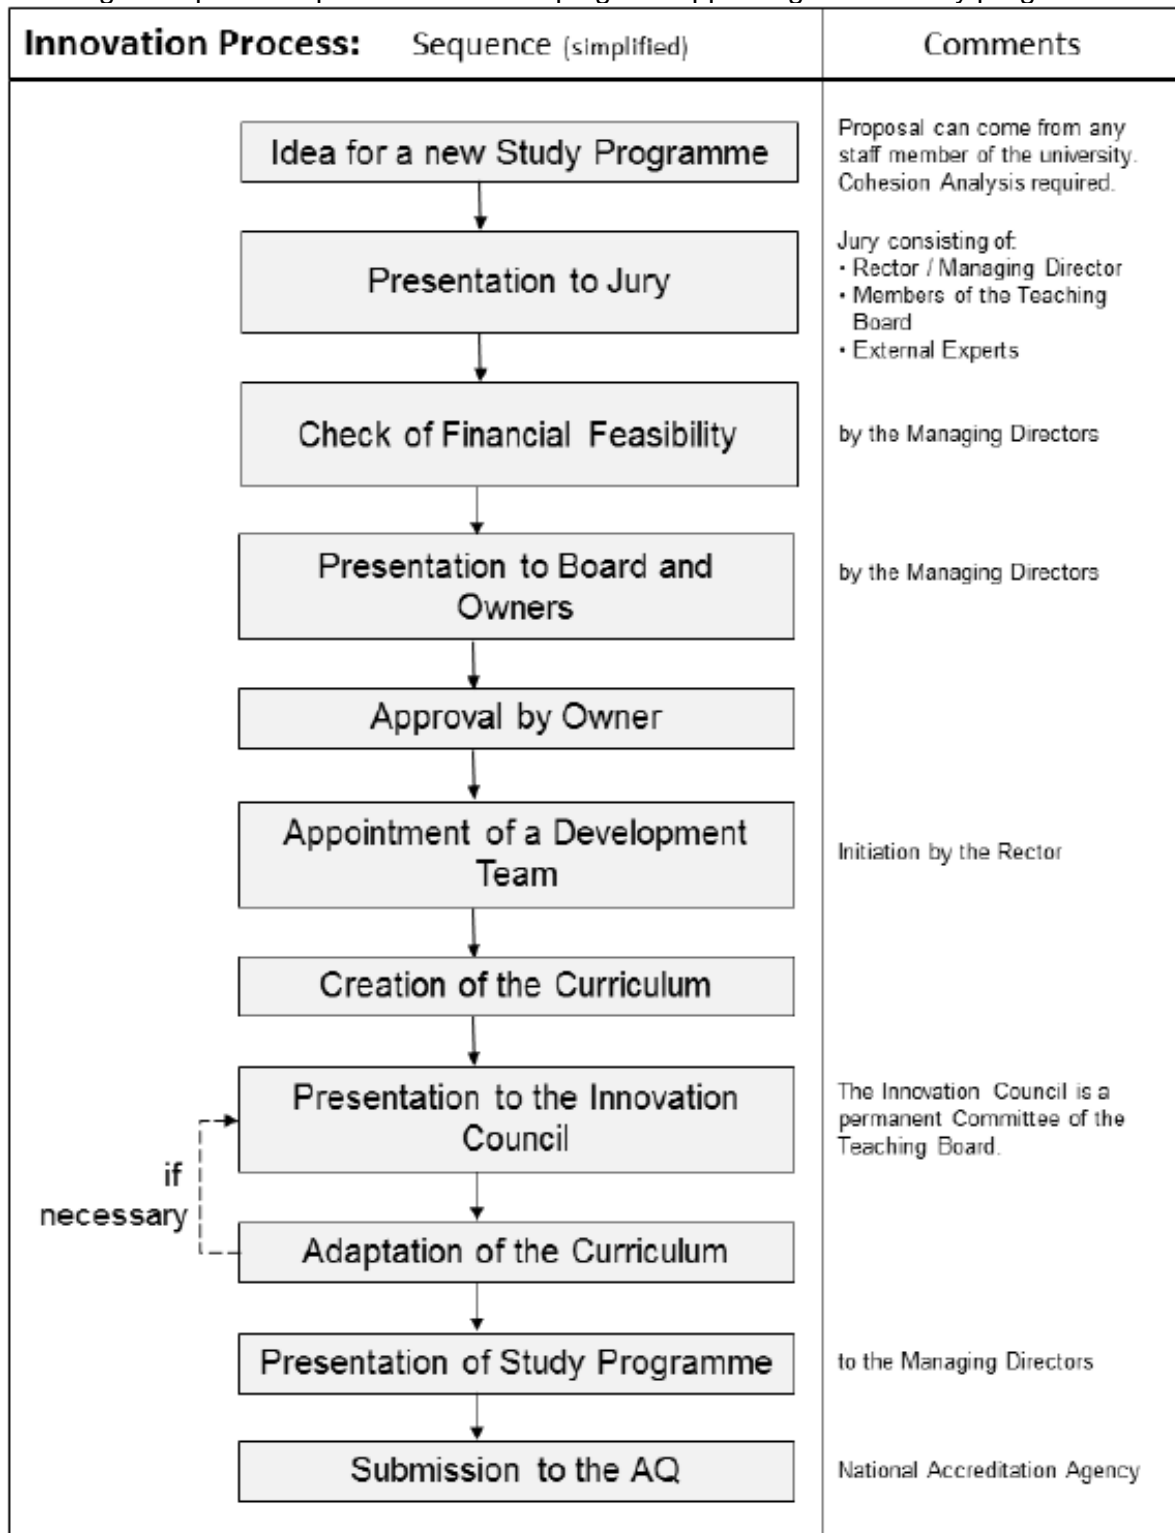 Innovation Process: Sequence (simplified)
Comments
Idea for a new Study Programme
Proposal can come from any
staff member of the university.
Cohesion Analysis required.
Presentation to Jury
Jury consisting of:
• Rector / Managing Director
• Members of the Teaching
Board
• External Experts
Check of Financial Feasibility
by the Managing Directors
Presentation to Board and
Owners
by the Managing Directors
Approval by Owner
Appointment of a Development
Team
Initiation by the Rector
Creation of the Curriculum
Presentation to the Innovation
Council
The Innovation Council is a
permanent Committee of the
Teaching Board.
if
necessary
Adaptation of the Curriculum
Presentation of Study Programme
to the Managing Directors
Submission to the AQ
National Accreditation Agency